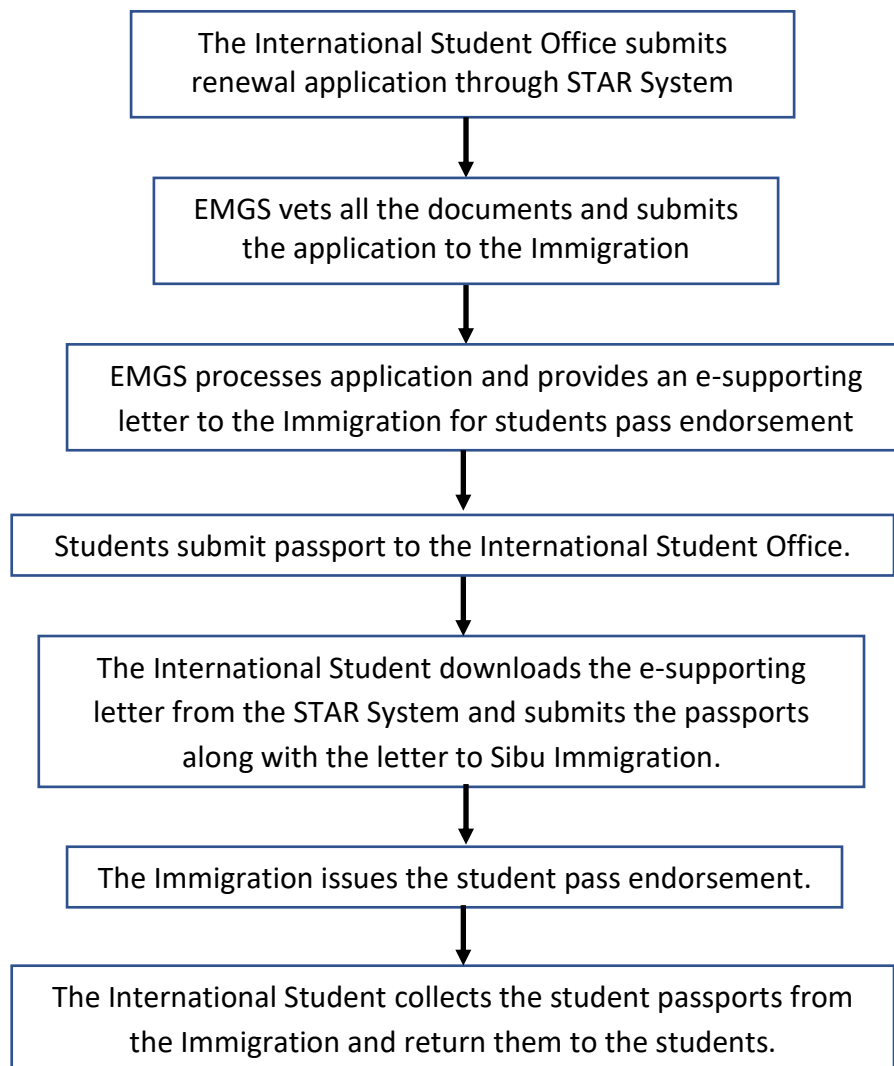 The International Student Office submits
renewal application through STAR System
EMGS vets all the documents and submits
the application to the Immigration
EMGS processes application and provides an e-supporting
letter to the Immigration for students pass endorsement
Students submit passport to the International Student Office.
The International Student downloads the e-supporting
letter from the STAR System and submits the passports
along with the letter to Sibu Immigration.
The Immigration issues the student pass endorsement.
The International Student collects the student passports from
the Immigration and return them to the students.